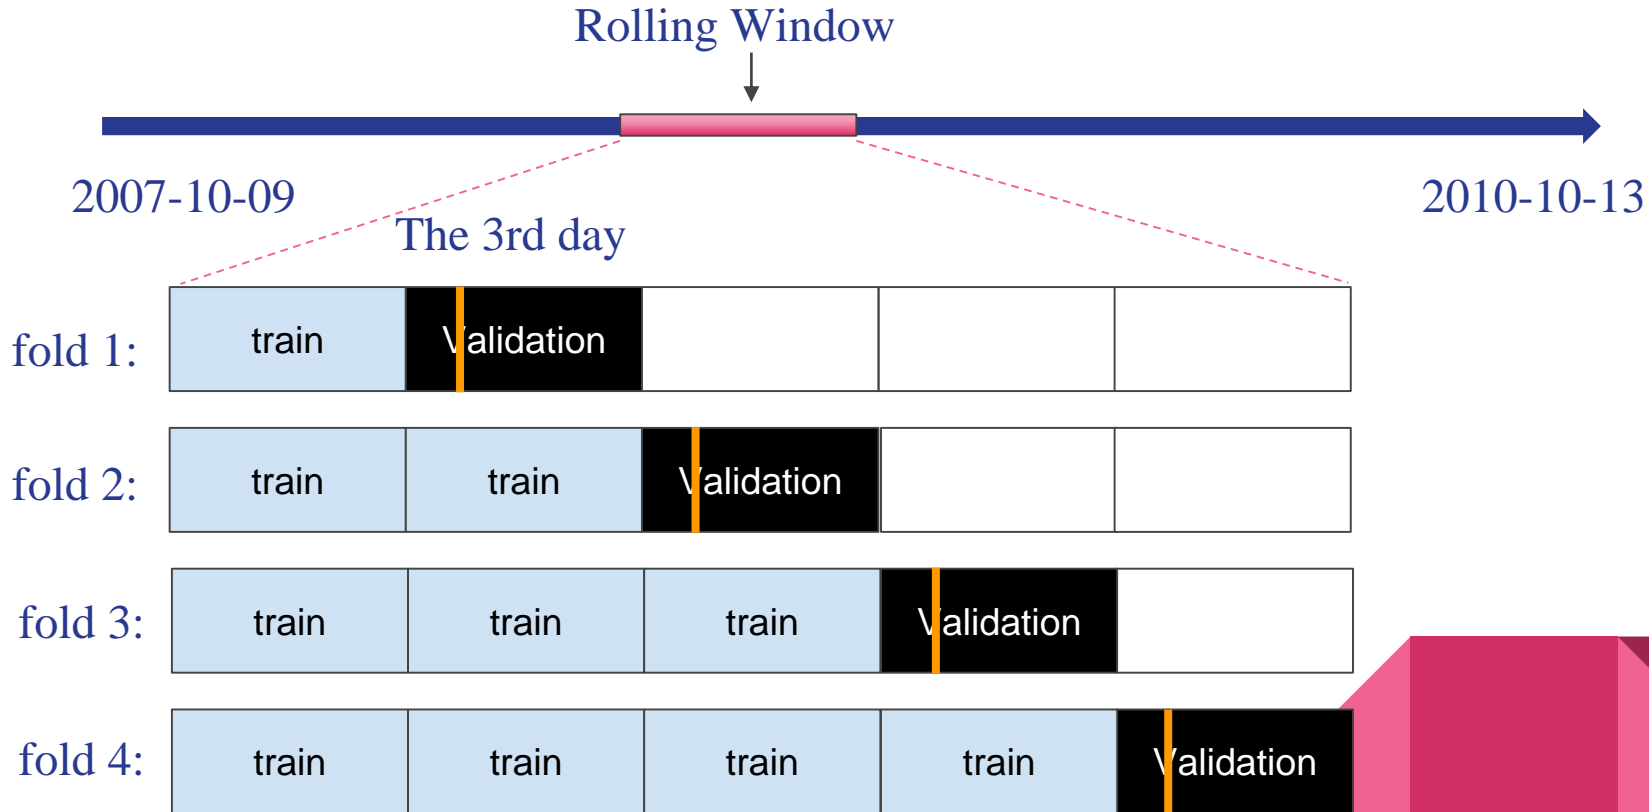 Rolling Window
2007-10-09
2010-10-13
The 3rd day
fold 1:
train
Validation
fold 2:
train
train
Validation
fold 3:
train
train
train
Validation
fold 4:
train
train
train
train
Validation